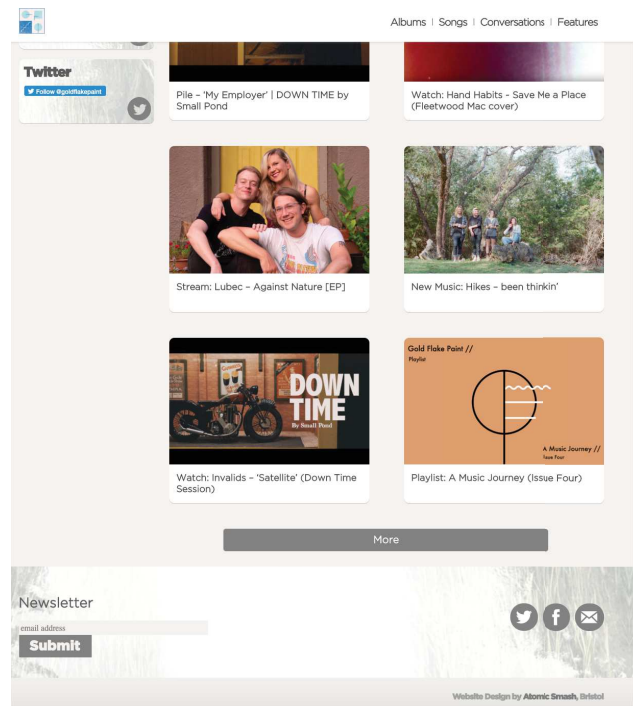 Albums | Songs | Conversations | Features
Twitter
Follow @goldflakepaint
Pile – 'My Employer' | DOWN TIME by
Small Pond
Watch: Hand Habits - Save Me a Place
(Fleetwood Mac cover)
Stream: Lubec – Against Nature [EP]
New Music: Hikes – been thinkin'
DOWN
TIME
By Small Pond
Watch: Invalids – 'Satellite' (Down Time
Session)
Gold Flake Paint //
Playlist
A Music Journey //
Issue Four
Playlist: A Music Journey (Issue Four)
More
Newsletter
email address
Submit
Website Design by Atomic Smash, Bristol